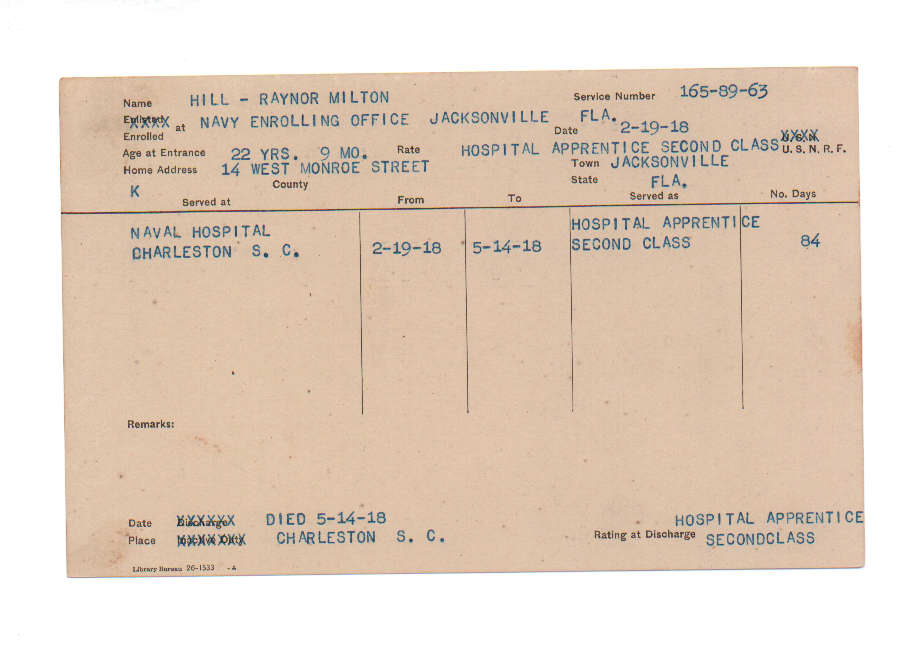 Name HILL - RAYNOR MILTON Service Number 165-89-63
Enlisted XXXX
Enrolled at NAVY ENROLLING OFFICE JACKSONVILLE FLA. Date 2-19-18
Age at Entrance 22 YRS. 9 MO. Rate HOSPITAL APPRENTICE SECOND CLASS U.S.N. XXXX U. S. N. R. F.
Home Address 14 WEST MONROE STREET Town JACKSONVILLE
K County State FLA.
Served at From To Served as No. Days
NAVAL HOSPITAL HOSPITAL APPRENTICE
CHARLESTON S. C. 2-19-18 5-14-18 SECOND CLASS 84
Remarks:
Date Discharge XXXXXX DIED 5-14-18 HOSPITAL APPRENTICE
Place XXXXXXX CHARLESTON S. C. Rating at Discharge SECONDCLASS
Library Bureau 26-1533 -A